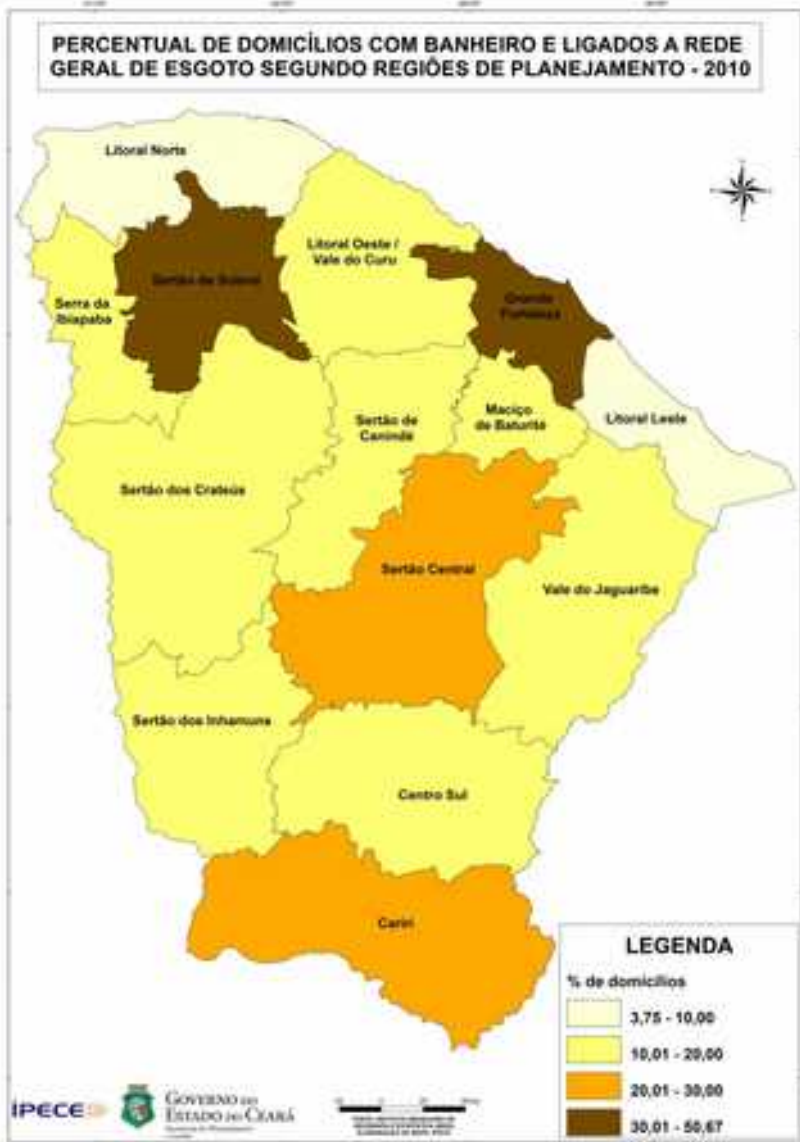 PERCENTUAL DE DOMICÍLIOS COM BANHEIRO E LIGADOS A REDE
GERAL DE ESGOTO SEGUNDO REGIÕES DE PLANEJAMENTO - 2010
Litoral Norte
Litoral Oeste /
Vale do Curu
Sertão de Sobral
Grande
Fortaleza
Serra da
Ibiapaba
Sertão de
Canindé
Maciço
de Baturité
Litoral Leste
Sertão dos Crateús
Sertão Central
Vale do Jaguaribe
Sertão dos Inhamuns
Centro Sul
Cariri
LEGENDA
% de domicílios
3,75 - 10,00
10,01 - 20,00
20,01 - 30,00
30,01 - 50,67
IPECE
GOVERNO DO
ESTADO DO CEARÁ